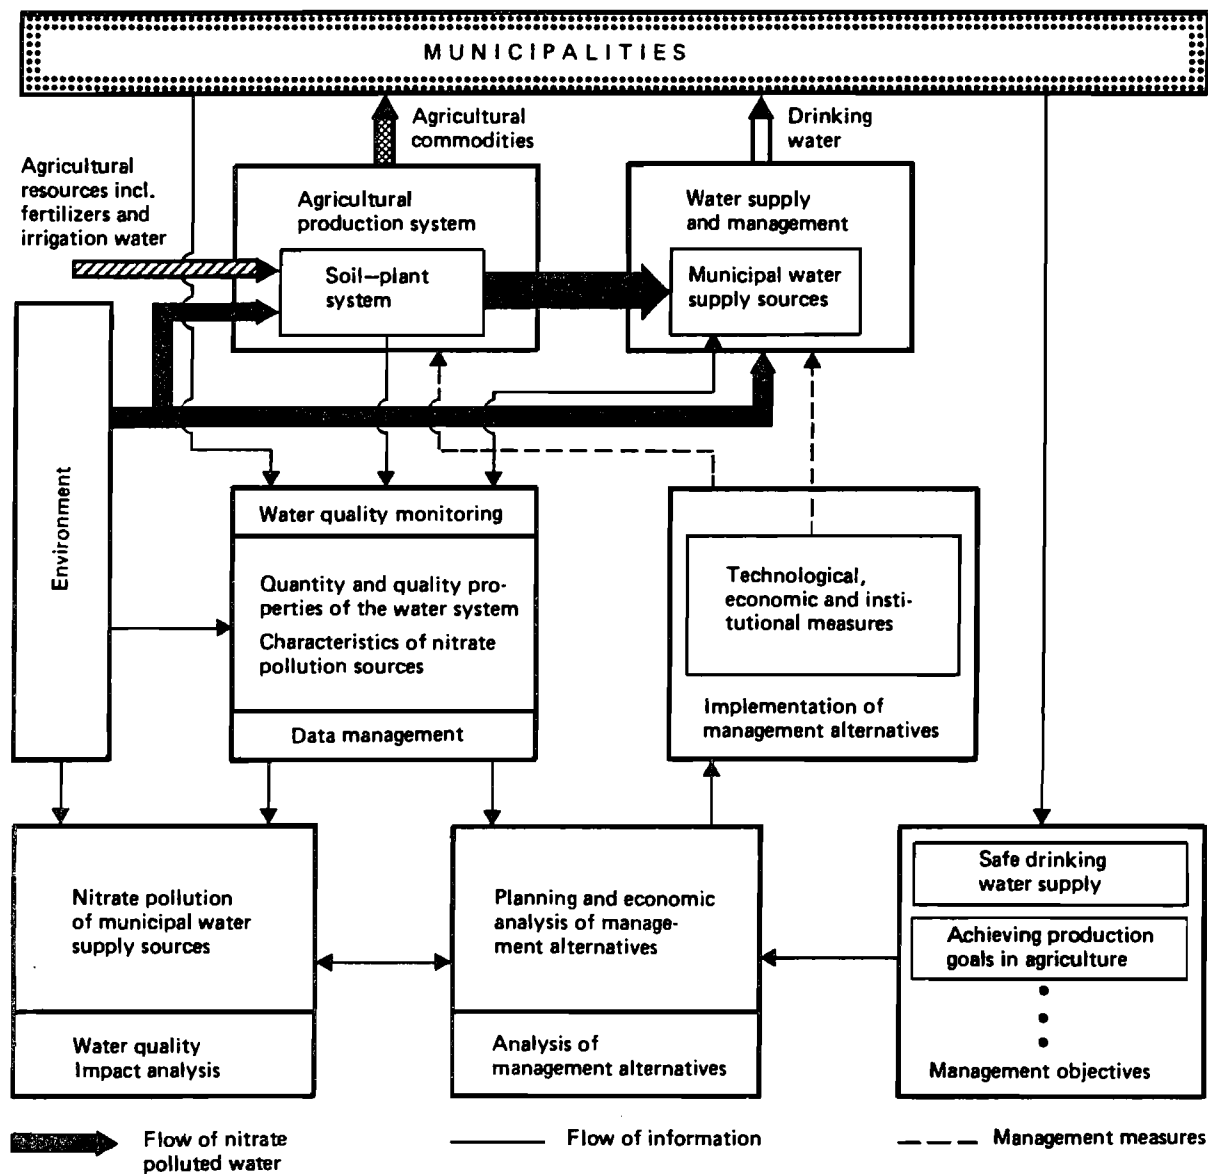 MUNICIPALITIES
Agricultural
commodities
Drinking
water
Agricultural
resources incl.
fertilizers and
irrigation water
Agricultural
production system
Soil–plant
system
Water supply
and management
Municipal water
supply sources
Environment
Water quality monitoring
Quantity and quality pro-
perties of the water system
Characteristics of nitrate
pollution sources
Data management
Technological,
economic and insti-
tutional measures
Implementation of
management alternatives
Nitrate pollution
of municipal water
supply sources
Water quality
Impact analysis
Planning and economic
analysis of manage-
ment alternatives
Analysis of
management alternatives
Safe drinking
water supply
Achieving production
goals in agriculture
Management objectives
Flow of nitrate
polluted water
Flow of information
Management measures